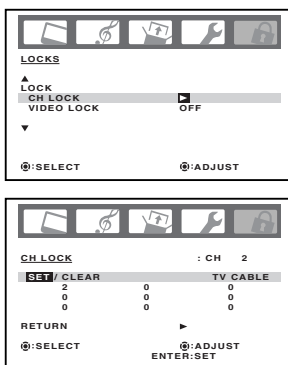 LOCKS
▲
LOCK
CH LOCK ►
VIDEO LOCK OFF
▼
:SELECT :ADJUST
CH LOCK : CH 2
SET / CLEAR TV CABLE
2 0 0
0 0 0
0 0 0
RETURN ►
:SELECT :ADJUST
ENTER:SET